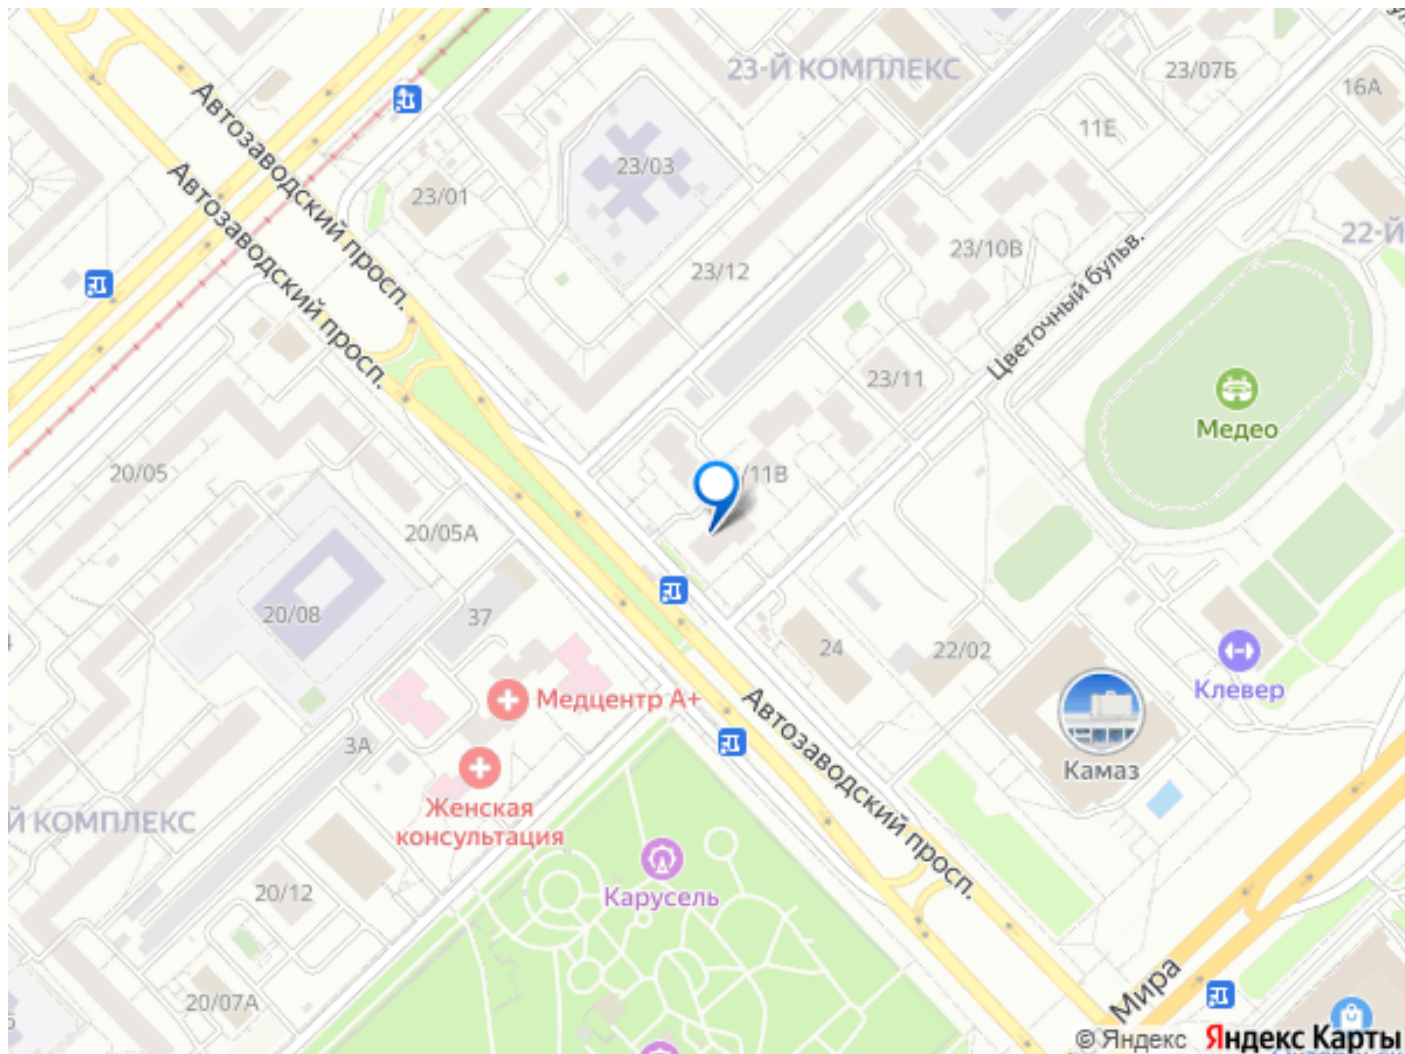 23-Й КОМПЛЕКС
23/07Б
16А
11Е
Автозаводский просп.
23/03
23/01
Автозаводский просп.
22-Й
23/10В
23/12
Цветочный бульв.
23/11
Медео
20/05
/11В
20/05А
20/08
37
24
22/02
Клевер
Медцентр А+
Автозаводский просп.
3А
Камаз
Женская
консультация
Й КОМПЛЕКС
Карусель
20/12
Мира
20/07А
© Яндекс Яндекс Карты